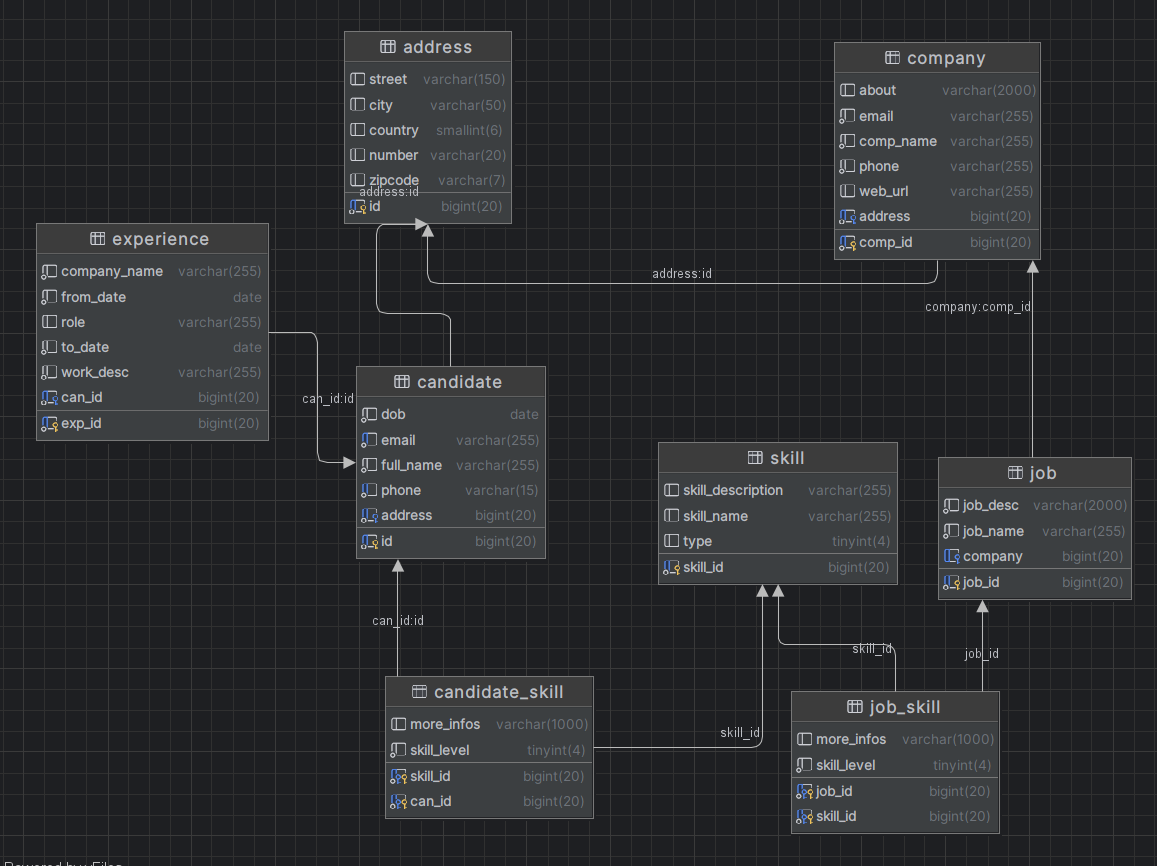 address
street varchar(150)
city varchar(50)
country smallint(6)
number varchar(20)
zipcode varchar(7)
address:id
id bigint(20)
company
about varchar(2000)
email varchar(255)
comp_name varchar(255)
phone varchar(255)
web_url varchar(255)
address bigint(20)
comp_id bigint(20)
experience
company_name varchar(255)
from_date date
role varchar(255)
to_date date
work_desc varchar(255)
can_id bigint(20)
exp_id bigint(20)
address:id
company:comp_id
can_id:id
candidate
dob date
email varchar(255)
full_name varchar(255)
phone varchar(15)
address bigint(20)
id bigint(20)
skill
skill_description varchar(255)
skill_name varchar(255)
type tinyint(4)
skill_id bigint(20)
job
job_desc varchar(2000)
job_name varchar(255)
company bigint(20)
job_id bigint(20)
can_id:id
skill_id
job_id
candidate_skill
more_infos varchar(1000)
skill_level tinyint(4)
skill_id bigint(20)
can_id bigint(20)
skill_id
job_skill
more_infos varchar(1000)
skill_level tinyint(4)
job_id bigint(20)
skill_id bigint(20)
Powered by yFiles